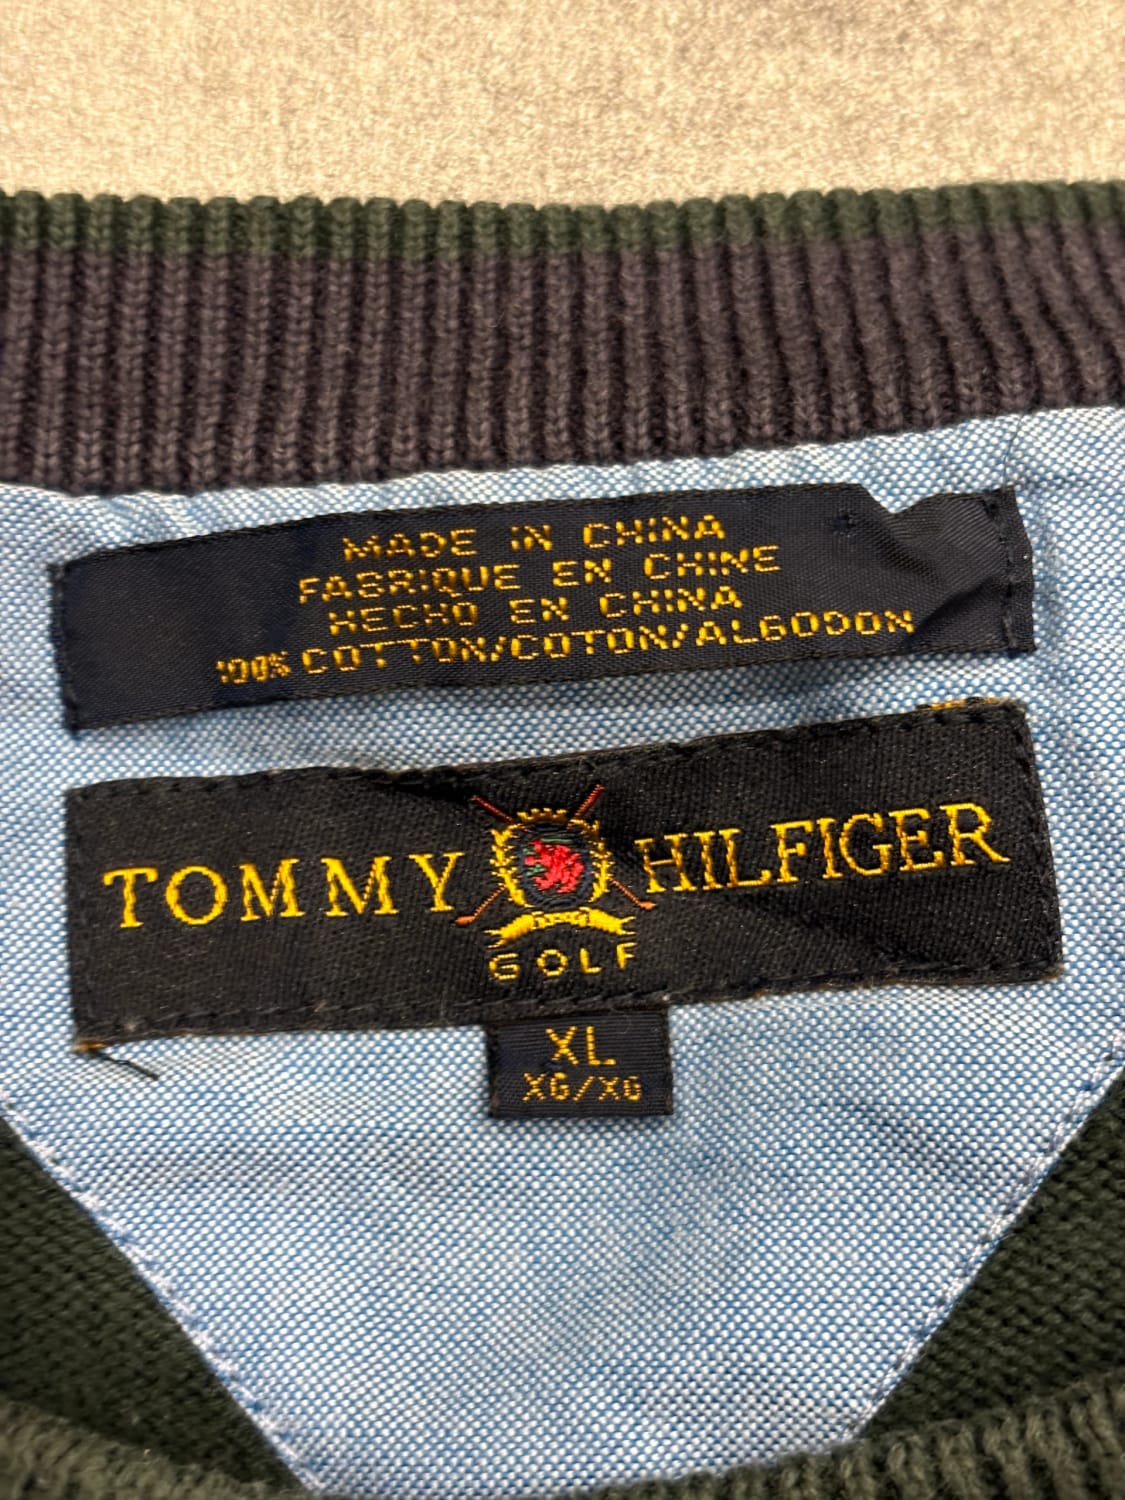 MADE IN CHINA
FABRIQUE EN CHINE
HECHO EN CHINA
100% COTTON/COTON/ALGODON
TOMMY HILFIGER
GOLF
XL
XG/XG